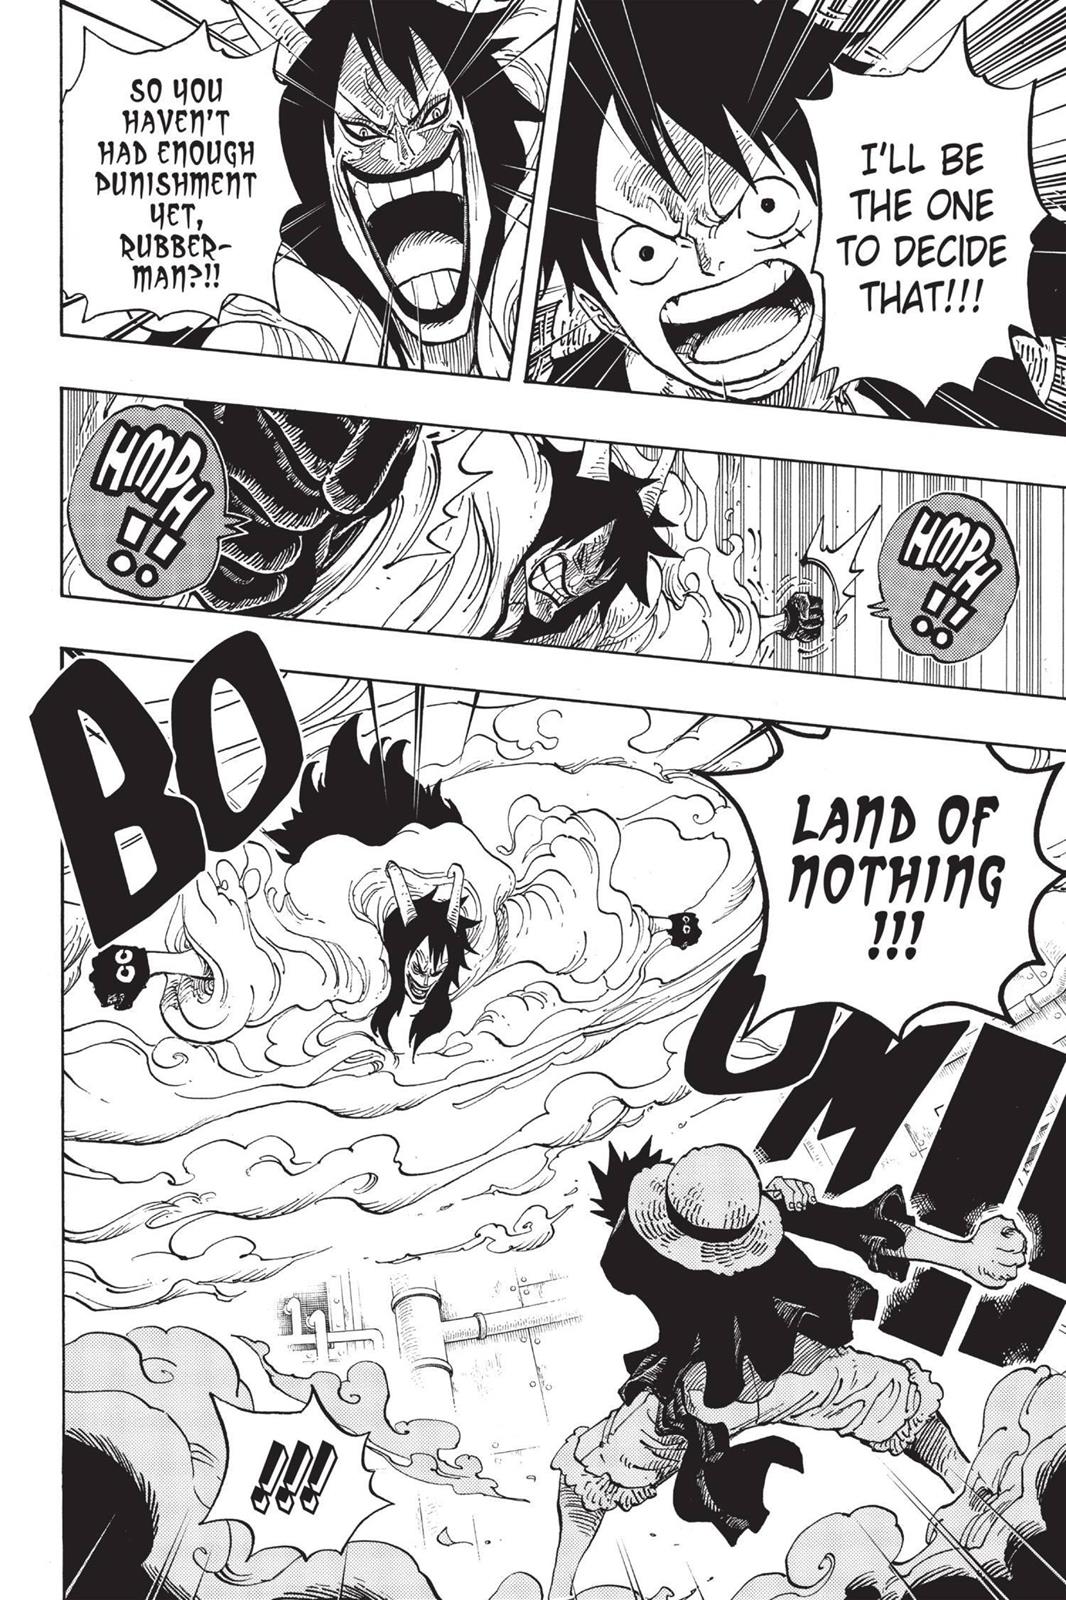 SO YOU
HAVEN'T
HAD ENOUGH
PUNISHMENT
YET,
RUBBER-
MAN?!!
I'LL BE
THE ONE
TO DECIDE
THAT!!!
HMPH
!!
HMPH
!!
BO
OM!!
LAND OF
NOTHING
!!!
CC
!!!!